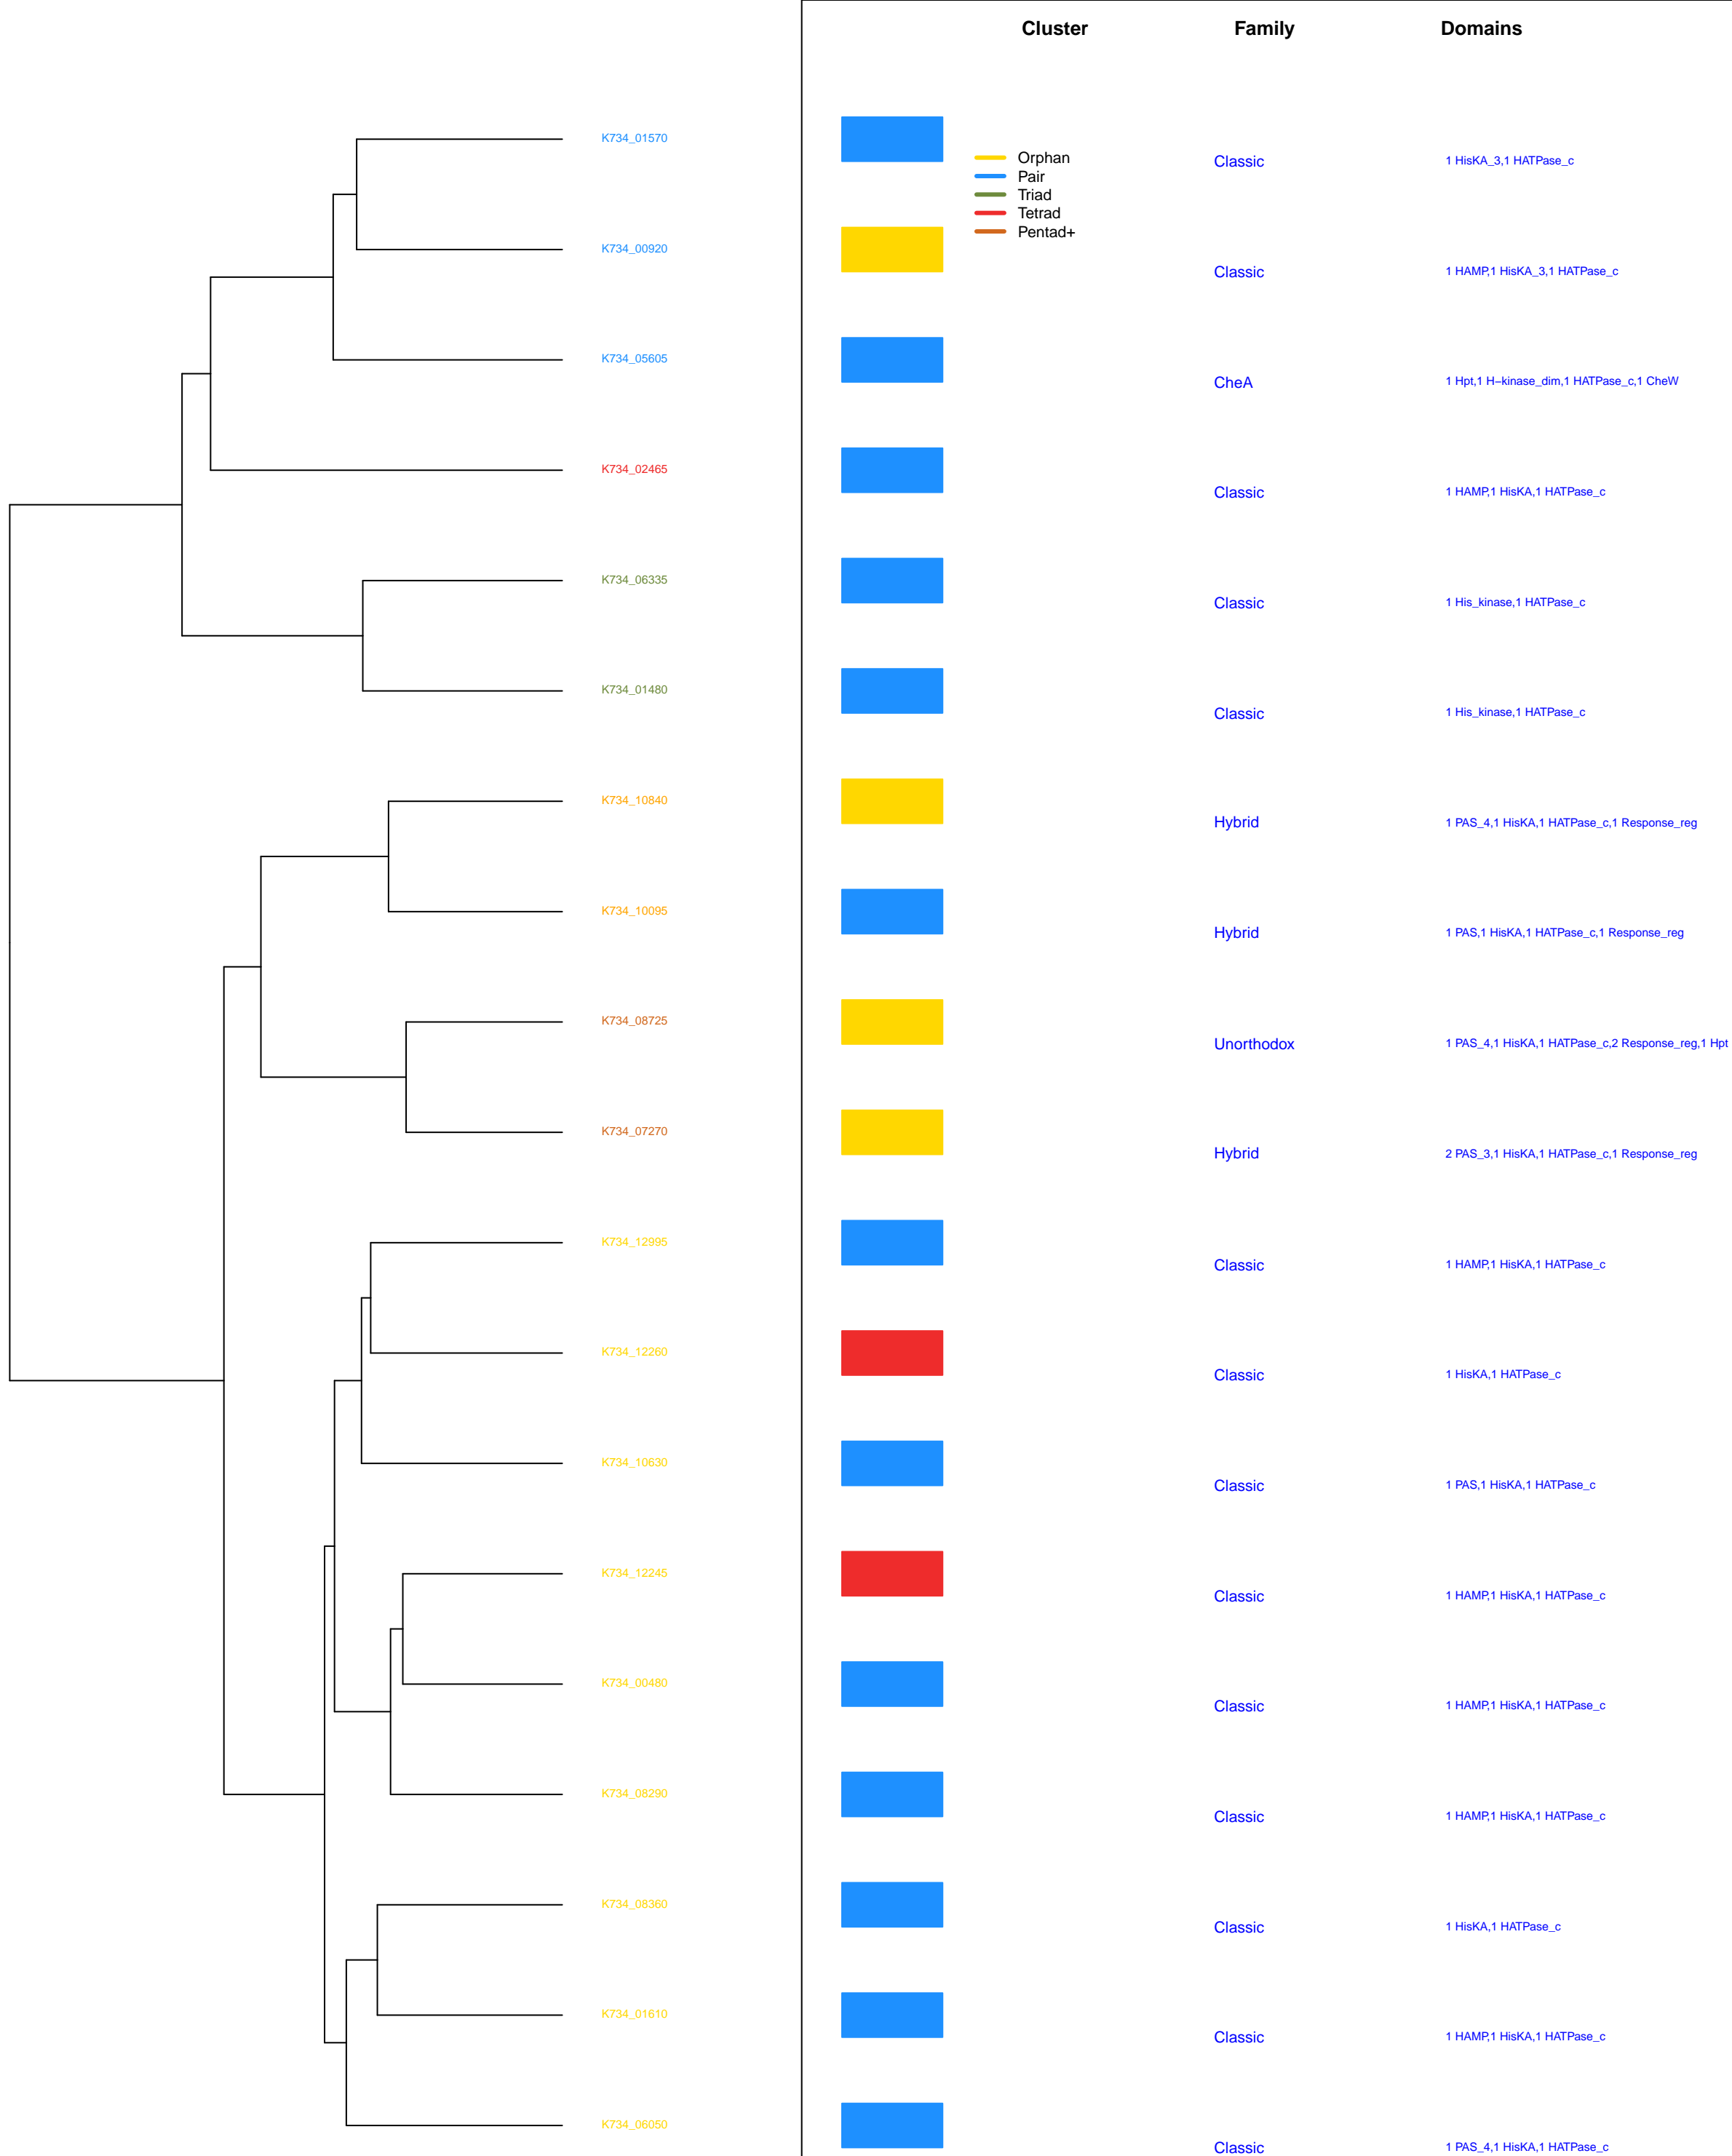 Cluster Family Domains
K734_01570
Orphan
Classic 1 HisKA_3,1 HATPase_c
Pair
Triad
Tetrad
Pentad+
K734_00920
Classic 1 HAMP,1 HisKA_3,1 HATPase_c
K734_05605
CheA 1 Hpt,1 H−kinase_dim,1 HATPase_c,1 CheW
K734_02465
Classic 1 HAMP,1 HisKA,1 HATPase_c
K734_06335
Classic 1 His_kinase,1 HATPase_c
K734_01480
Classic 1 His_kinase,1 HATPase_c
K734_10840
Hybrid 1 PAS_4,1 HisKA,1 HATPase_c,1 Response_reg
K734_10095
Hybrid 1 PAS,1 HisKA,1 HATPase_c,1 Response_reg
K734_08725
Unorthodox 1 PAS_4,1 HisKA,1 HATPase_c,2 Response_reg,1 Hpt
K734_07270
Hybrid 2 PAS_3,1 HisKA,1 HATPase_c,1 Response_reg
K734_12995
Classic 1 HAMP,1 HisKA,1 HATPase_c
K734_12260
Classic 1 HisKA,1 HATPase_c
K734_10630
Classic 1 PAS,1 HisKA,1 HATPase_c
K734_12245
Classic 1 HAMP,1 HisKA,1 HATPase_c
K734_00480
Classic 1 HAMP,1 HisKA,1 HATPase_c
K734_08290
Classic 1 HAMP,1 HisKA,1 HATPase_c
K734_08360
Classic 1 HisKA,1 HATPase_c
K734_01610
Classic 1 HAMP,1 HisKA,1 HATPase_c
K734_06050
Classic 1 PAS_4,1 HisKA,1 HATPase_c